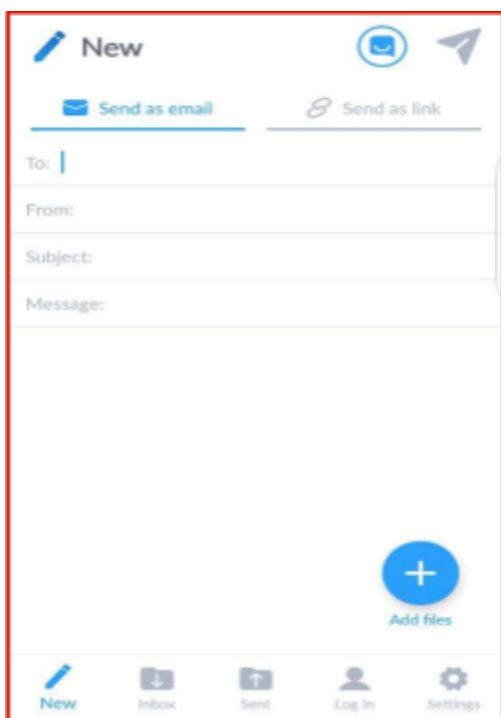 New
Send as email Send as link
To:
From:
Subject:
Message:
Add files
New Inbox Sent Log in Settings